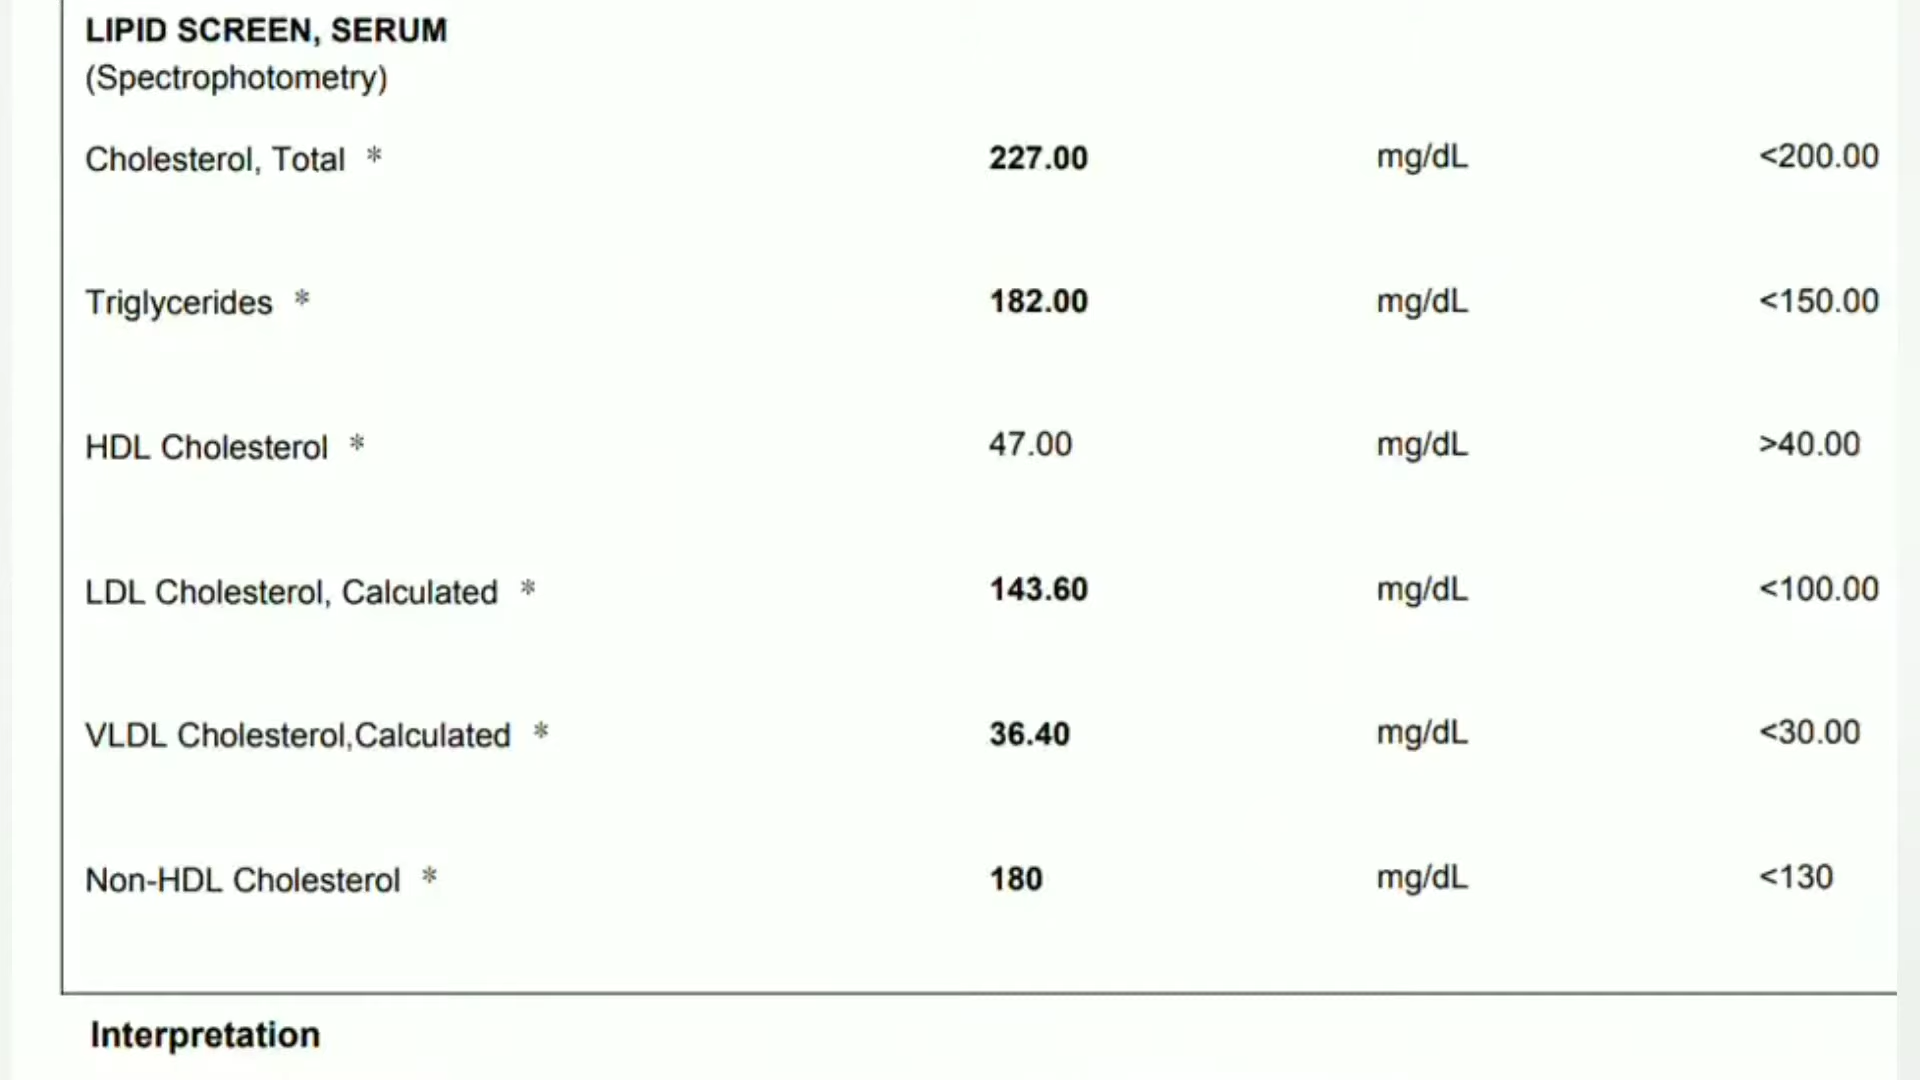 LIPID SCREEN, SERUM
(Spectrophotometry)
Cholesterol, Total * 227.00 mg/dL <200.00
Triglycerides * 182.00 mg/dL <150.00
HDL Cholesterol * 47.00 mg/dL >40.00
LDL Cholesterol, Calculated * 143.60 mg/dL <100.00
VLDL Cholesterol,Calculated * 36.40 mg/dL <30.00
Non-HDL Cholesterol * 180 mg/dL <130
Interpretation